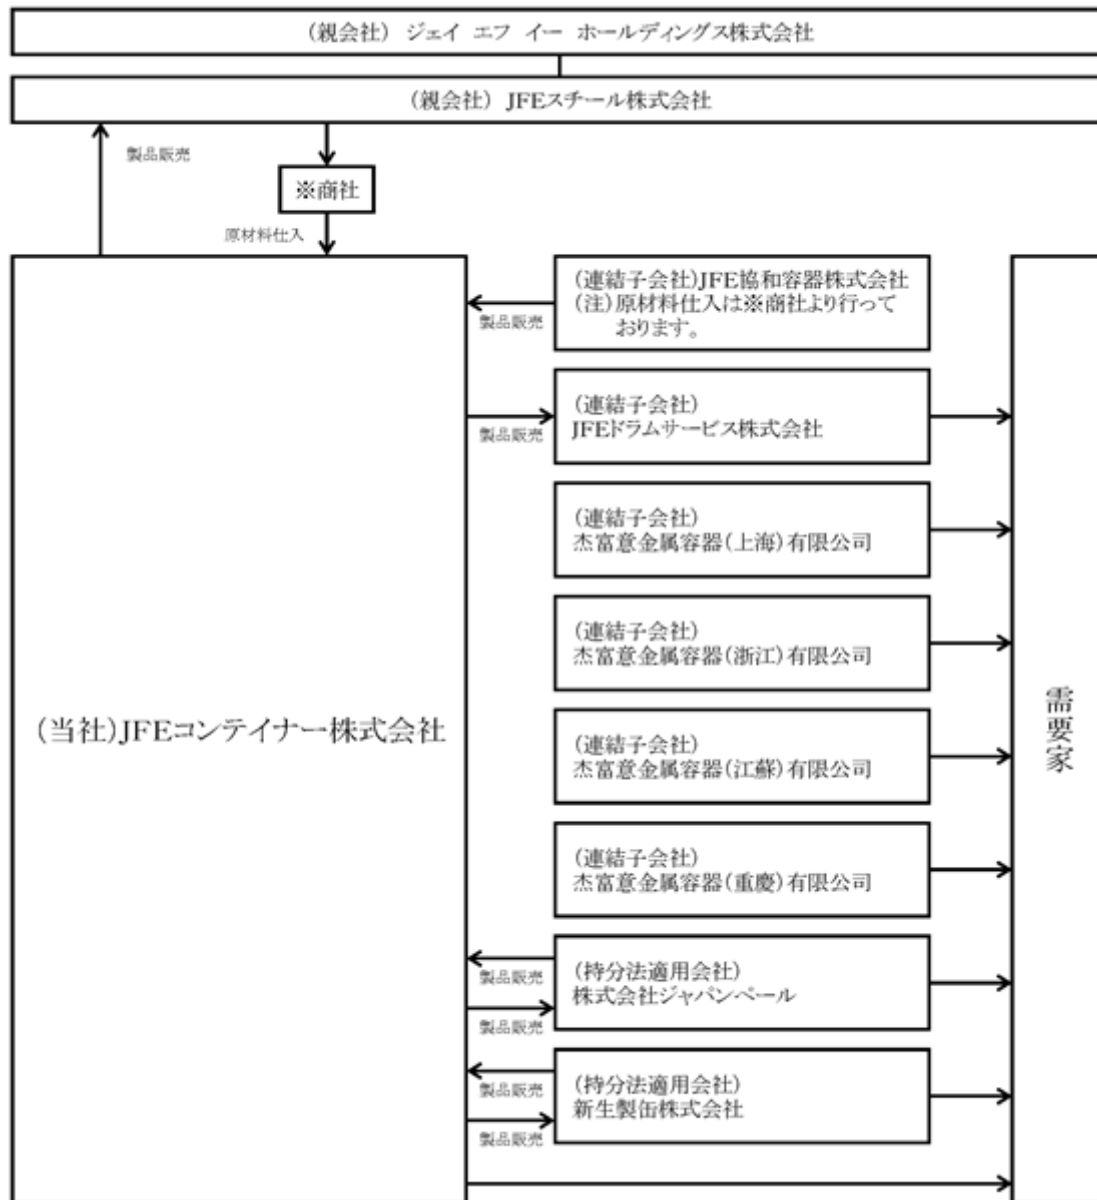 (親会社) ジェイ エフ イー ホールディングス株式会社
(親会社) JFEスチール株式会社
製品販売
※商社
原材料仕入
(当社)JFEコンテイナー株式会社
(連結子会社)JFE協和容器株式会社
(注)原材料仕入は※商社より行って
おります。
製品販売
(連結子会社)
JFEドラムサービス株式会社
製品販売
(連結子会社)
杰富意金属容器(上海)有限公司
(連結子会社)
杰富意金属容器(浙江)有限公司
(連結子会社)
杰富意金属容器(江蘇)有限公司
(連結子会社)
杰富意金属容器(重慶)有限公司
製品販売
(持分法適用会社)
株式会社ジャパンペール
製品販売
製品販売
(持分法適用会社)
新生製缶株式会社
製品販売
需要家